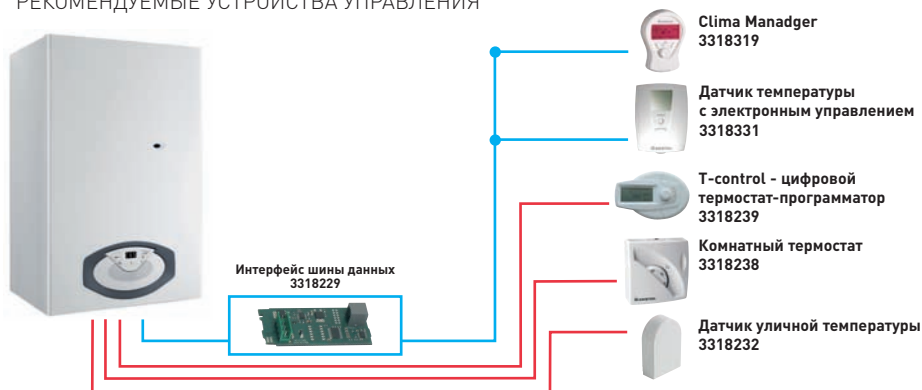 РЕКОМЕНДУЕМЫЕ УСТРОЙСТВА УПРАВЛЕНИЯ
Clima Manadger
3318319
Датчик температуры
с электронным управлением
3318331
T-control - цифровой
термостат-программатор
3318239
Комнатный термостат
3318238
Датчик уличной температуры
3318232
Интерфейс шины данных
3318229